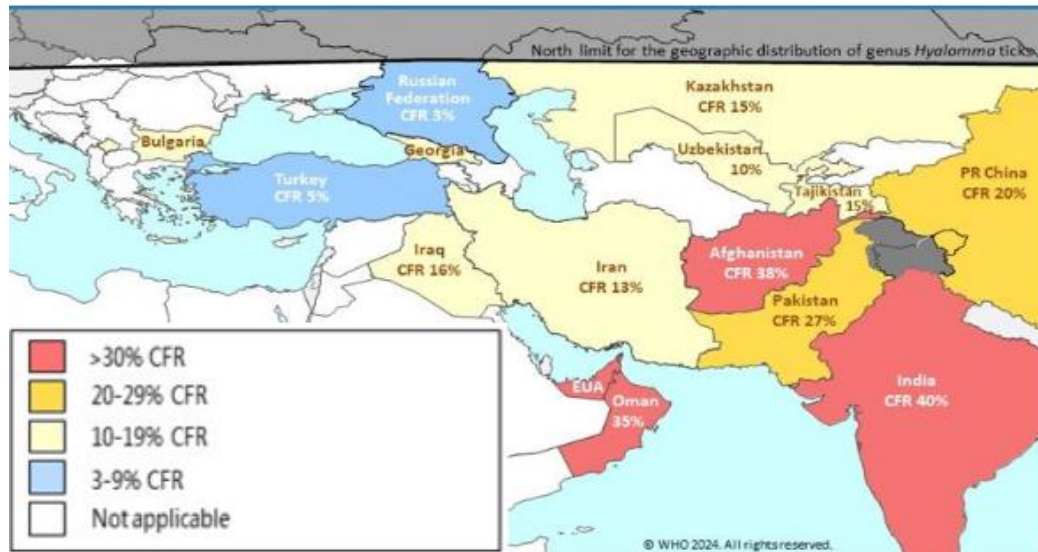 North limit for the geographic distribution of genus Hyalomma ticks
Russian
Federation
CFR 3%
Kazakhstan
CFR 15%
Bulgaria
Georgia
Uzbekistan
10%
PR China
CFR 20%
Turkey
CFR 5%
Tajikistan
15%
Iraq
CFR 16%
Iran
CFR 13%
Afghanistan
CFR 38%
Pakistan
CFR 27%
EUA
Oman
35%
India
CFR 40%
>30% CFR
20-29% CFR
10-19% CFR
3-9% CFR
Not applicable
© WHO 2024. All rights reserved.